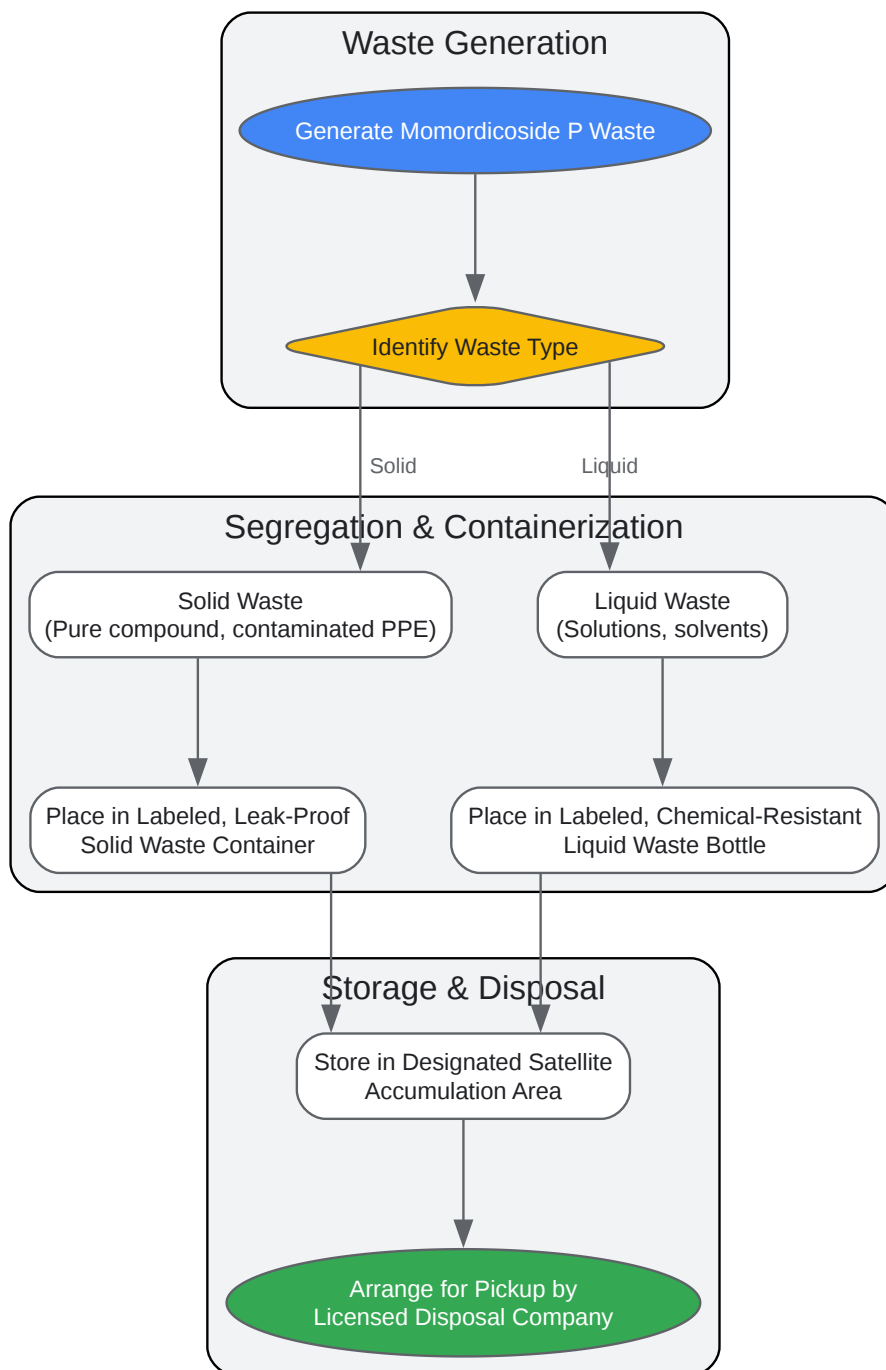 Waste Generation
Generate Momordicoside P Waste
Identify Waste Type
Solid
Liquid
Segregation & Containerization
Solid Waste
(Pure compound, contaminated PPE)
Liquid Waste
(Solutions, solvents)
Place in Labeled, Leak-Proof
Solid Waste Container
Place in Labeled, Chemical-Resistant
Liquid Waste Bottle
Storage & Disposal
Store in Designated Satellite
Accumulation Area
Arrange for Pickup by
Licensed Disposal Company